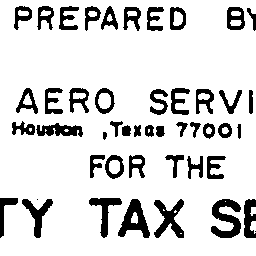 PREPARED BY
AERO SERVI
Houston , Texas 77001
FOR THE
TY TAX SE